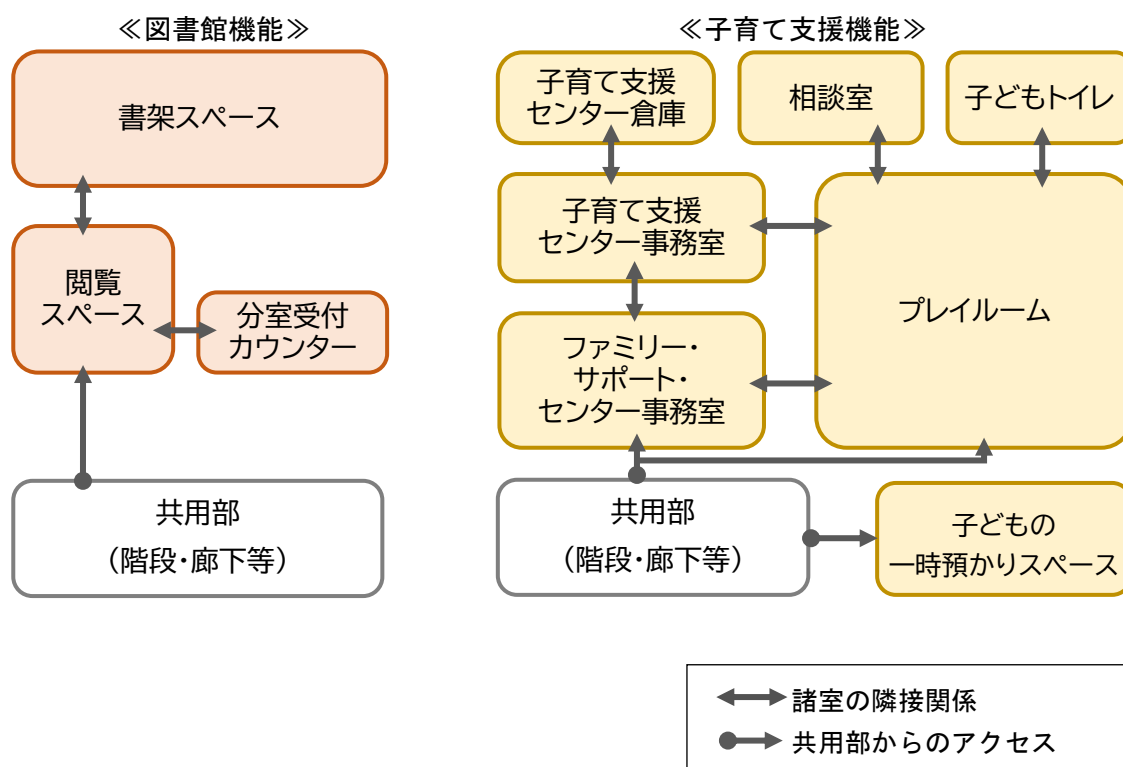 ≪図書館機能≫
書架スペース
閲覧
スペース
分室受付
カウンター
共用部
（階段・廊下等）
≪子育て支援機能≫
子育て支援
センター倉庫
相談室
子どもトイレ
子育て支援
センター事務室
プレイルーム
ファミリー・
サポート・
センター事務室
共用部
（階段・廊下等）
子どもの
一時預かりスペース
諸室の隣接関係
共用部からのアクセス